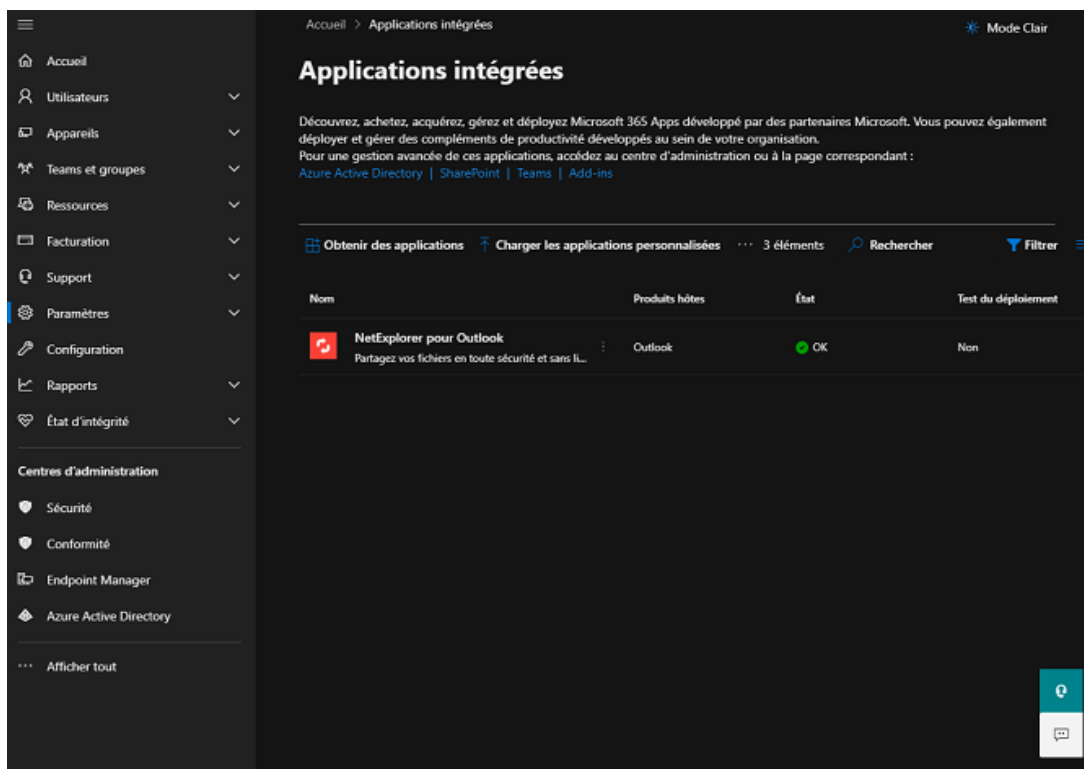 Accueil > Applications intégrées
Mode Clair
Accueil
Utilisateurs
Appareils
Teams et groupes
Ressources
Facturation
Support
Paramètres
Configuration
Rapports
État d'intégrité
Centres d'administration
Sécurité
Conformité
Endpoint Manager
Azure Active Directory
Afficher tout
Applications intégrées
Découvrez, achetez, acquérez, gérez et déployez Microsoft 365 Apps développé par des partenaires Microsoft. Vous pouvez également
déployer et gérer des compléments de productivité développés au sein de votre organisation.
Pour une gestion avancée de ces applications, accédez au centre d'administration ou à la page correspondant :
Azure Active Directory | SharePoint | Teams | Add-ins
Obtenir des applications Charger les applications personnalisées ... 3 éléments Rechercher Filtrer
Nom Produits hôtes État Test du déploiement
NetExplorer pour Outlook
Partagez vos fichiers en toute sécurité et sans li...
Outlook OK Non